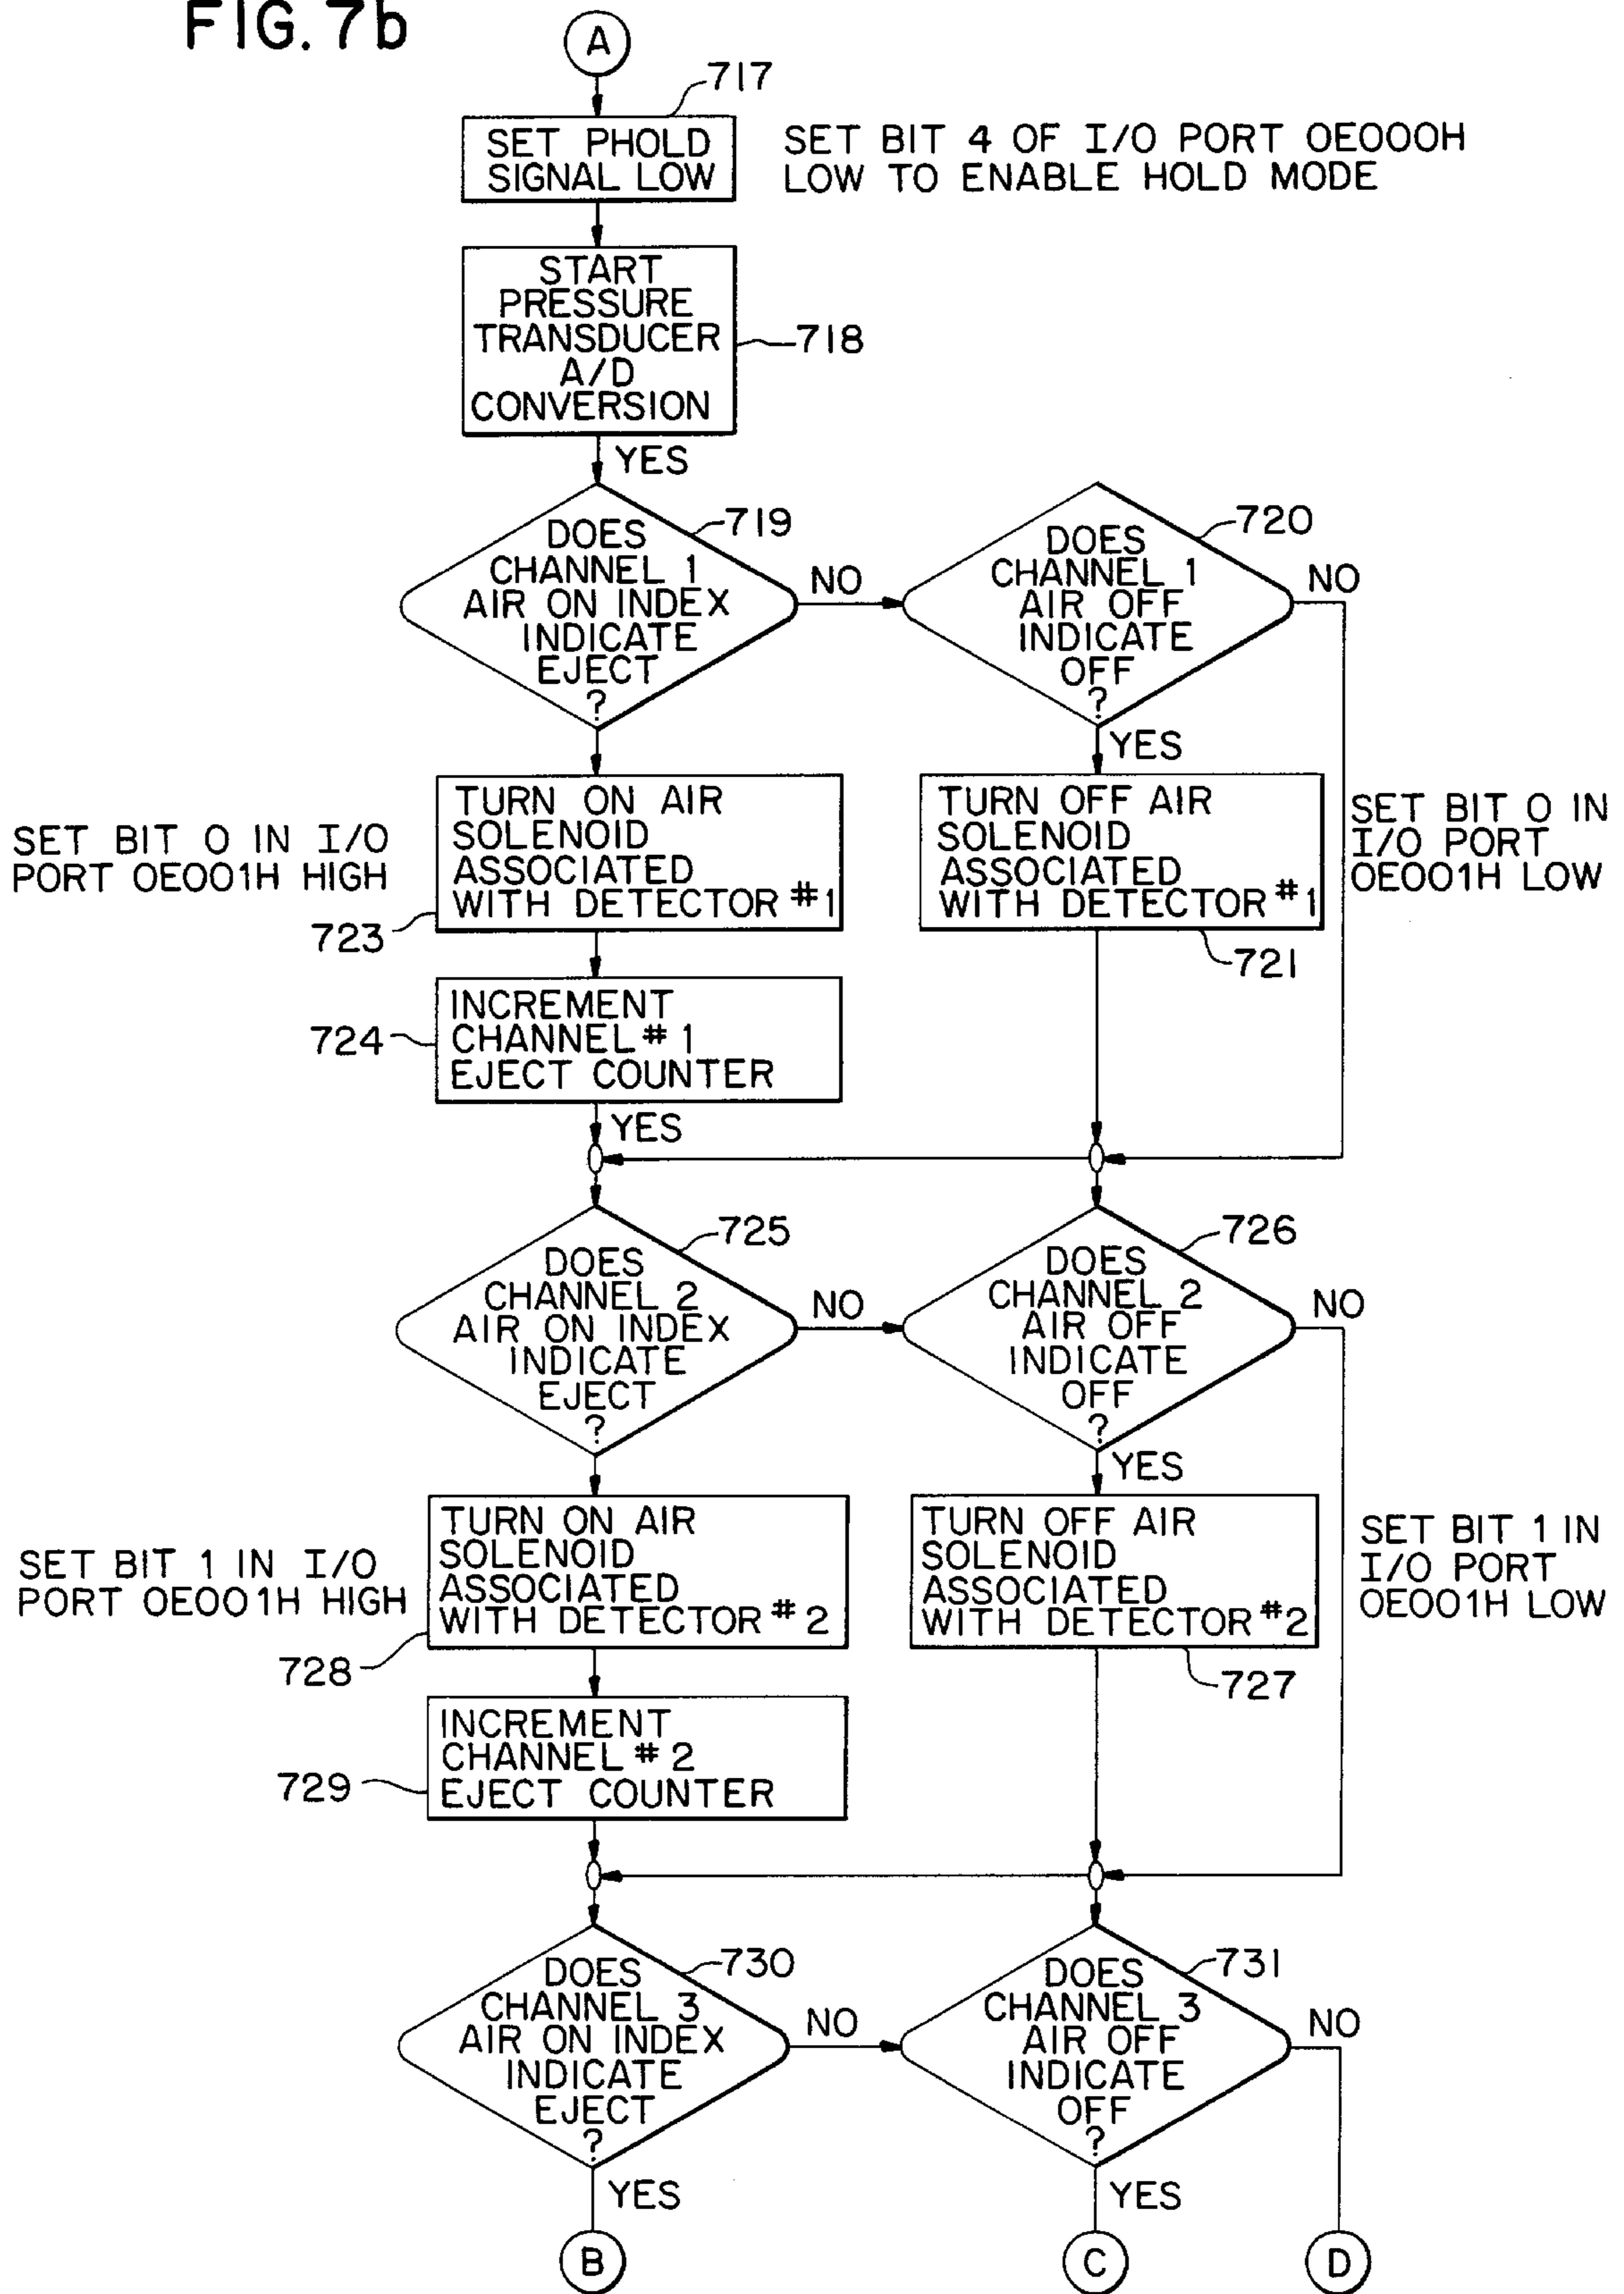 FIG. 7b
A
717
SET PHOLD
SIGNAL LOW
SET BIT 4 OF I/O PORT OE000H
LOW TO ENABLE HOLD MODE
START
PRESSURE
TRANSDUCER
A/D
CONVERSION
718
YES
DOES
CHANNEL 1
AIR ON INDEX
INDICATE
EJECT
?
719
NO
DOES
CHANNEL 1
AIR OFF
INDICATE
OFF
?
720
NO
YES
SET BIT 0 IN I/O
PORT OE001H HIGH
TURN ON AIR
SOLENOID
ASSOCIATED
WITH DETECTOR #1
723
TURN OFF AIR
SOLENOID
ASSOCIATED
WITH DETECTOR #1
721
SET BIT 0 IN
I/O PORT
OE001H LOW
INCREMENT
CHANNEL # 1
EJECT COUNTER
724
YES
DOES
CHANNEL 2
AIR ON INDEX
INDICATE
EJECT
?
725
NO
DOES
CHANNEL 2
AIR OFF
INDICATE
OFF
?
726
NO
YES
SET BIT 1 IN I/O
PORT OE001H HIGH
TURN ON AIR
SOLENOID
ASSOCIATED
WITH DETECTOR # 2
728
TURN OFF AIR
SOLENOID
ASSOCIATED
WITH DETECTOR #2
727
SET BIT 1 IN
I/O PORT
OE001H LOW
INCREMENT
CHANNEL # 2
EJECT COUNTER
729
DOES
CHANNEL 3
AIR ON INDEX
INDICATE
EJECT
?
730
NO
DOES
CHANNEL 3
AIR OFF
INDICATE
OFF
?
731
NO
YES
YES
B
C
D